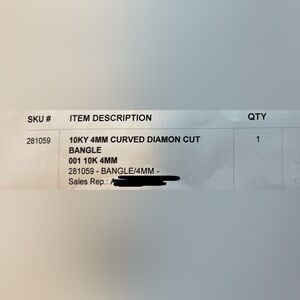 SKU # ITEM DESCRIPTION QTY
281059 10KY 4MM CURVED DIAMON CUT 1
BANGLE
001 10K 4MM
281059 - BANGLE/4MM -
Sales Rep.: A